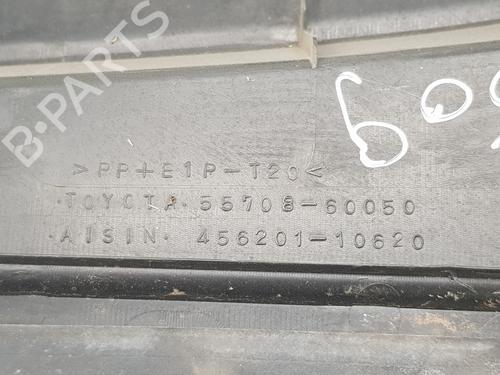 B-PARTS
60
>PP+E1P-T20<
·TOYOTA· 55708-60050
·AISIN· 456201-10620